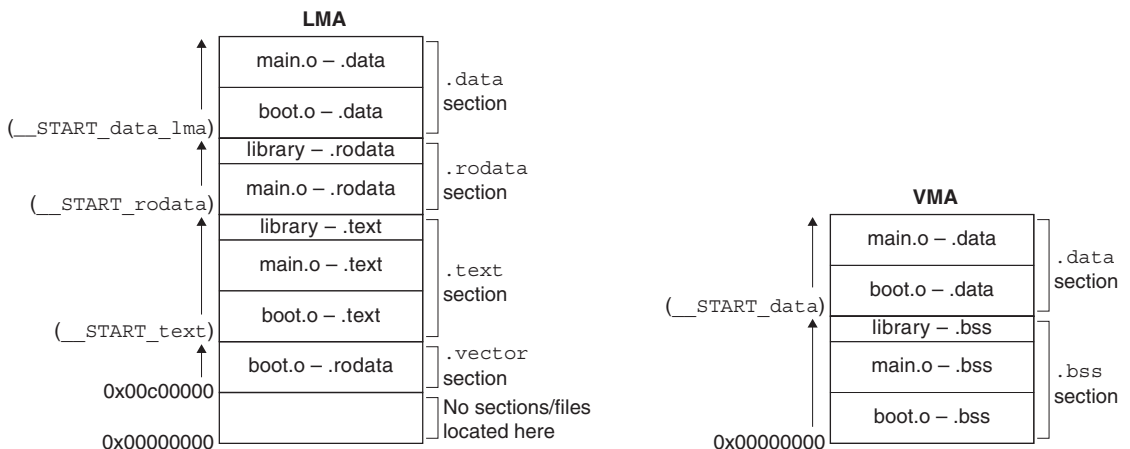 LMA
main.o – .data
boot.o – .data
.data
section
(__START_data_lma)
library – .rodata
main.o – .rodata
.rodata
section
(__START_rodata)
library – .text
main.o – .text
boot.o – .text
.text
section
(__START_text)
boot.o – .rodata
.vector
section
0x00c00000
No sections/files
located here
0x00000000
VMA
main.o – .data
boot.o – .data
.data
section
(__START_data)
library – .bss
main.o – .bss
boot.o – .bss
.bss
section
0x00000000